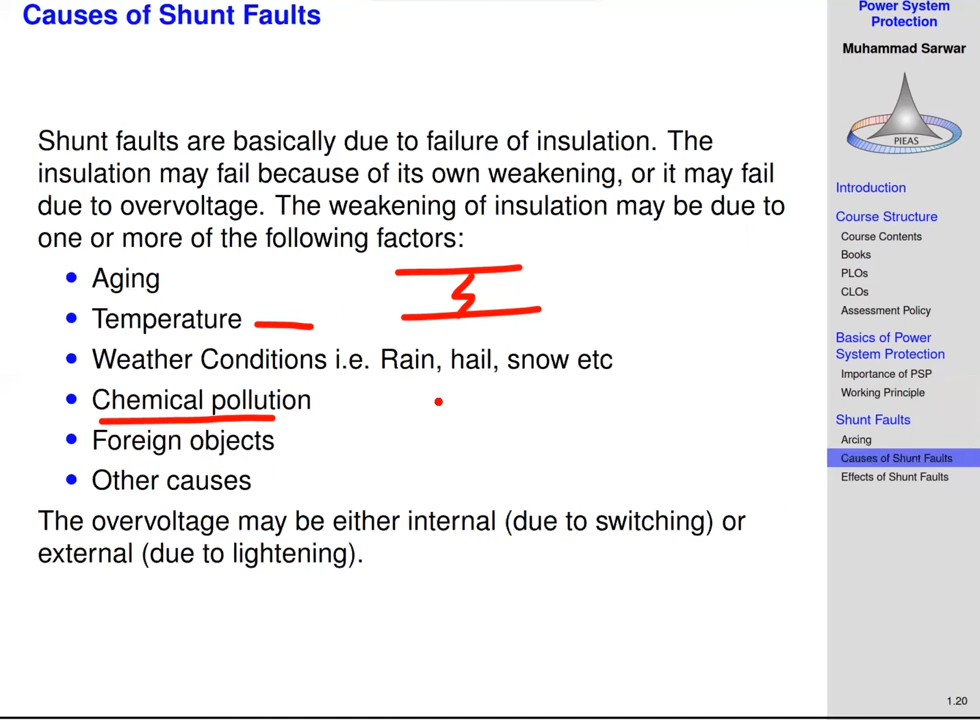 Causes of Shunt Faults
Shunt faults are basically due to failure of insulation. The
insulation may fail because of its own weakening, or it may fail
due to overvoltage. The weakening of insulation may be due to
one or more of the following factors:
• Aging
• Temperature
• Weather Conditions i.e. Rain, hail, snow etc
• Chemical pollution
• Foreign objects
• Other causes
The overvoltage may be either internal (due to switching) or
external (due to lightening).
Power System
Protection
Muhammad Sarwar
PIEAS
Introduction
Course Structure
Course Contents
Books
PLOs
CLOs
Assessment Policy
Basics of Power
System Protection
Importance of PSP
Working Principle
Shunt Faults
Arcing
Causes of Shunt Faults
Effects of Shunt Faults
1.20